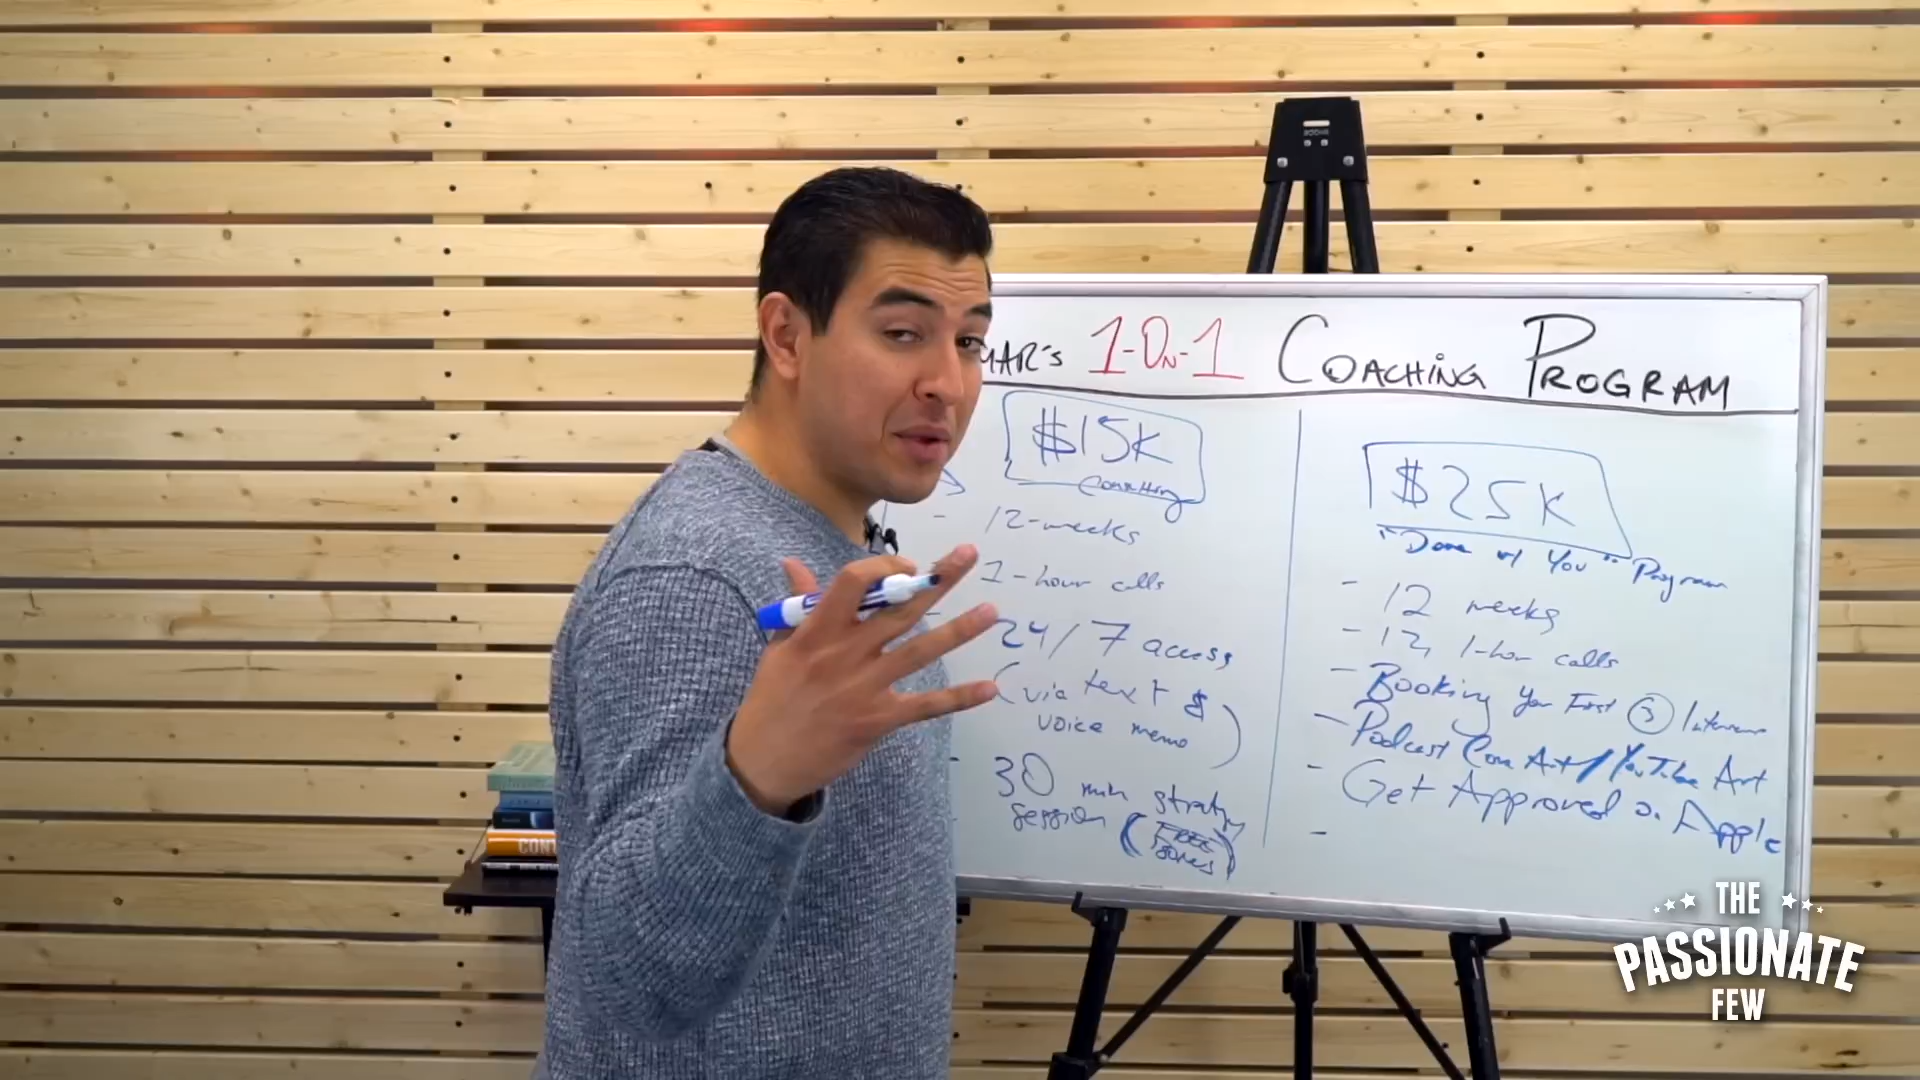 MAR'S 1-ON-1 COACHING PROGRAM
$15K
Coaching
- 12-weeks
1-hour calls
24/7 access
(via text &
voice memo)
- 30 min strategy
session (FREE
BONUS)
$25K
"Done w/ You" Program
- 12 weeks
- 12, 1-hour calls
- Booking Your First 3
- Podcast Cover Art / YouTube Art
- Get Approved on Apple
-
CON
THE
PASSIONATE
FEW